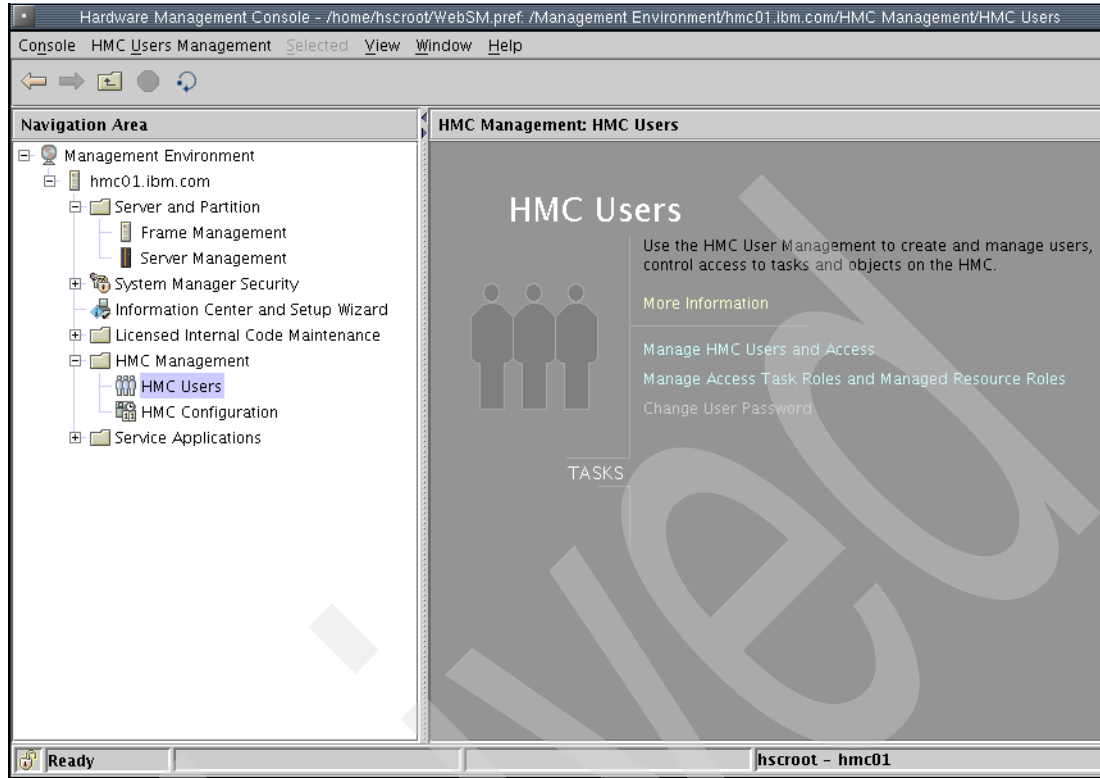 Hardware Management Console - /home/hscroot/WebSM.pref: /Management Environment/hmc01.ibm.com/HMC Management/HMC Users
Console HMC Users Management Selected View Window Help
Navigation Area
Management Environment
hmc01.ibm.com
Server and Partition
Frame Management
Server Management
System Manager Security
Information Center and Setup Wizard
Licensed Internal Code Maintenance
HMC Management
HMC Users
HMC Configuration
Service Applications
HMC Management: HMC Users
HMC Users
Use the HMC User Management to create and manage users,
control access to tasks and objects on the HMC.
More Information
Manage HMC Users and Access
Manage Access Task Roles and Managed Resource Roles
Change User Password
TASKS
Ready
hscroot - hmc01